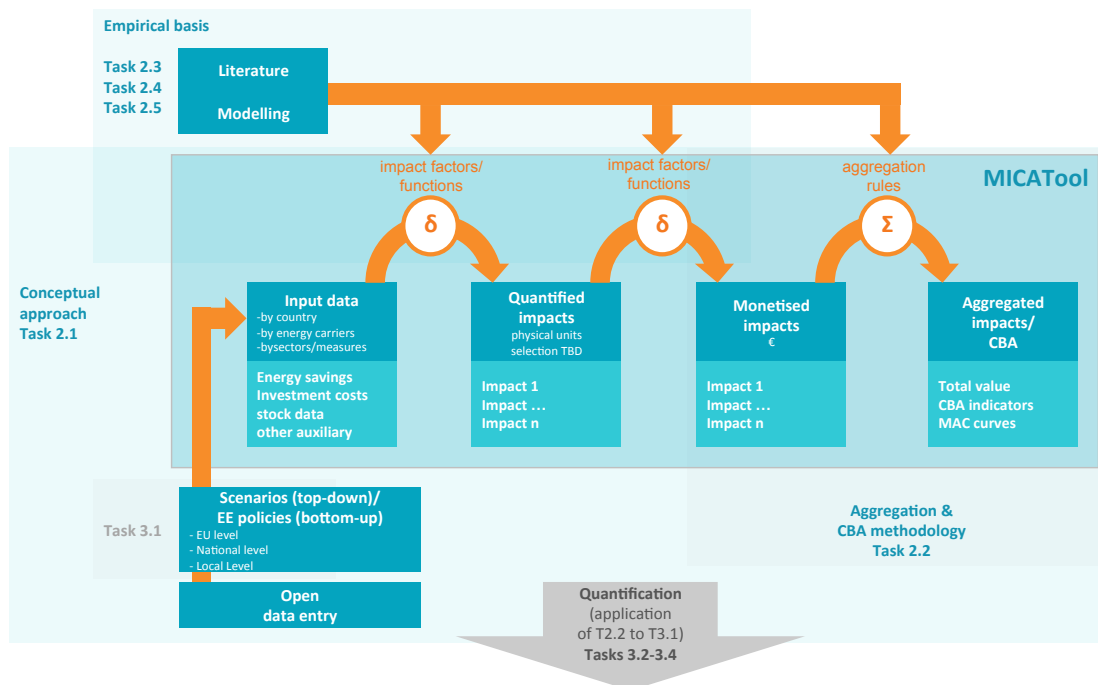 Empirical basis
Task 2.3
Task 2.4
Task 2.5
Literature
Modelling
impact factors/
functions
impact factors/
functions
aggregation
rules
MICATool
δ
δ
Σ
Conceptual
approach
Task 2.1
Input data
-by country
-by energy carriers
-bysectors/measures
Energy savings
Investment costs
stock data
other auxiliary
Quantified
impacts
physical units
selection TBD
Impact 1
Impact ...
Impact n
Monetised
impacts
€
Impact 1
Impact ...
Impact n
Aggregated
impacts/
CBA
Total value
CBA indicators
MAC curves
Task 3.1
Scenarios (top-down)/
EE policies (bottom-up)
- EU level
- National level
- Local Level
Open
data entry
Aggregation &
CBA methodology
Task 2.2
Quantification
(application
of T2.2 to T3.1)
Tasks 3.2-3.4